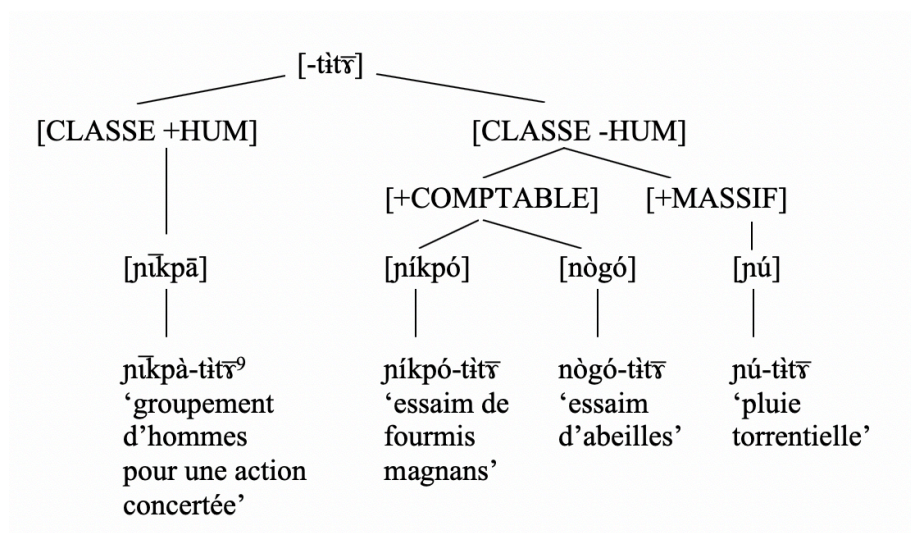 [-tɨ̀tɤ̄]
[CLASSE +HUM] [CLASSE -HUM]
[+COMPTABLE] [+MASSIF]
[ɲɩ̄kpā] [ɲíkpó] [nògó] [ɲú]
ɲɩ̄kpà-tɨ̀tɤ̄⁹ ɲíkpó-tɨ̀tɤ̄ nògó-tɨ̀tɤ̄ ɲú-tɨ̀tɤ̄
‘groupement ‘essaim de ‘essaim ‘pluie
d’hommes fourmis d’abeilles’ torrentielle’
pour une action magnans’
concertée’